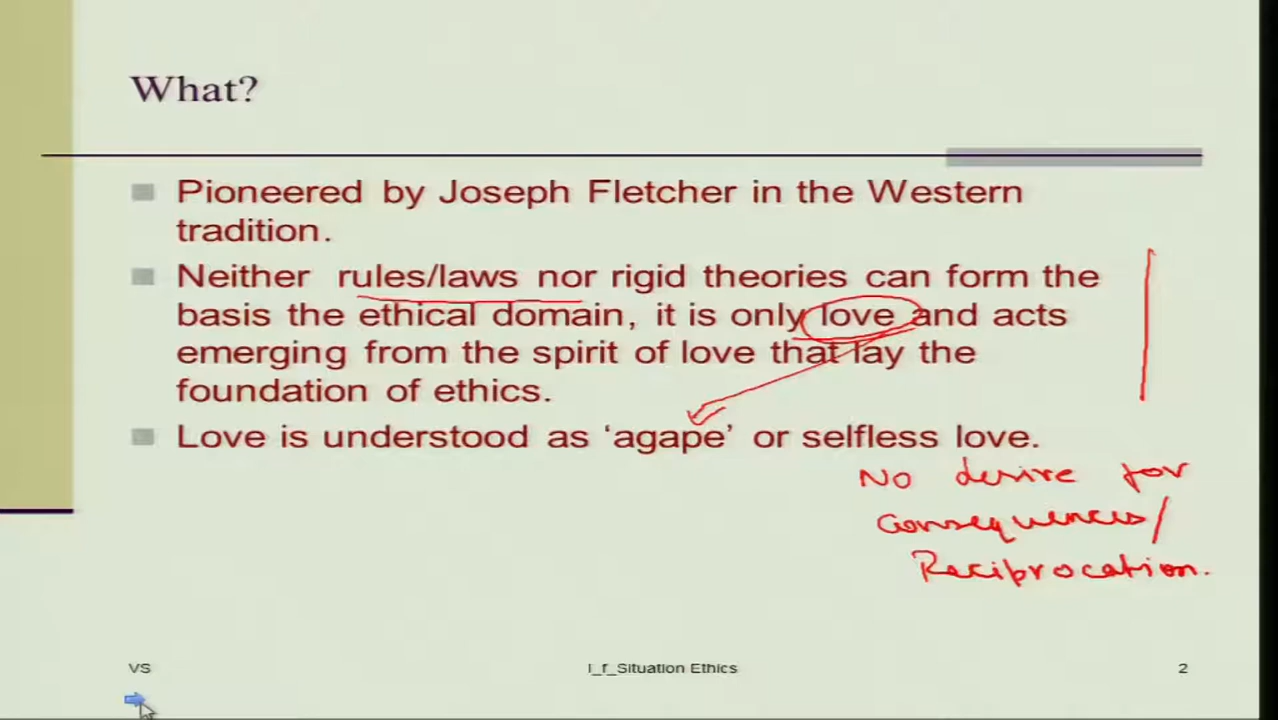 What?
Pioneered by Joseph Fletcher in the Western
tradition.
Neither rules/laws nor rigid theories can form the
basis the ethical domain, it is only love and acts
emerging from the spirit of love that lay the
foundation of ethics.
Love is understood as ‘agape’ or selfless love.
No desire for
consequences/
Reciprocation.
VS
I_f_Situation Ethics
2